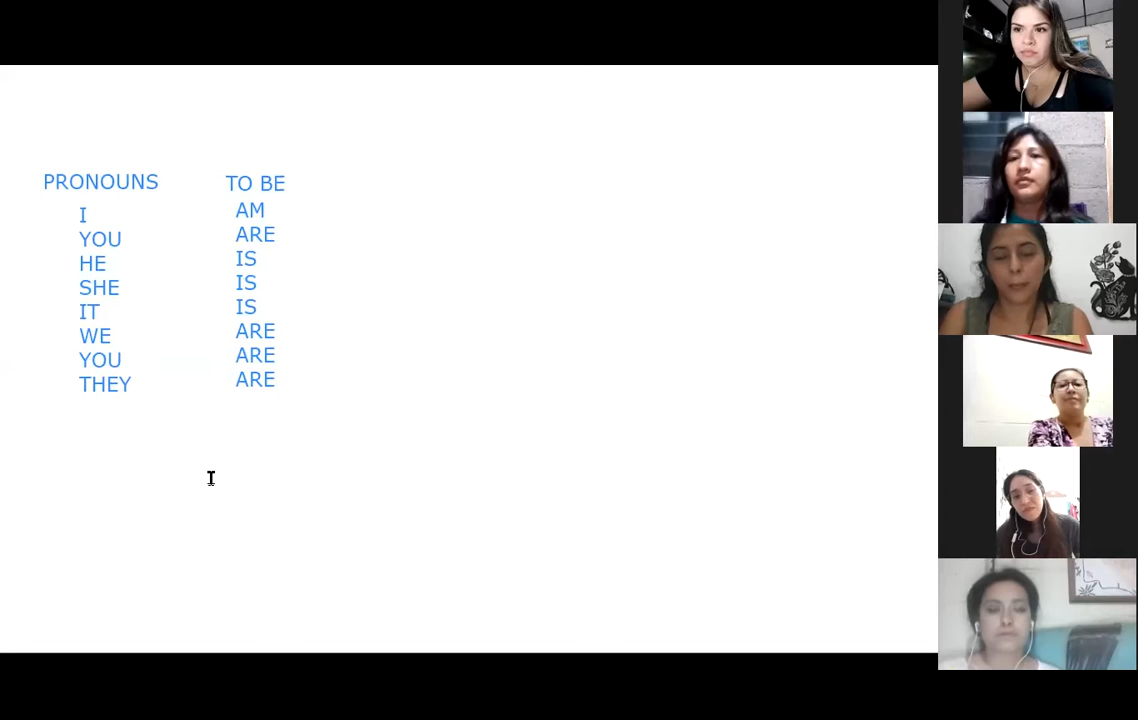 PRONOUNS TO BE
I AM
YOU ARE
HE IS
SHE IS
IT IS
WE ARE
YOU ARE
THEY ARE